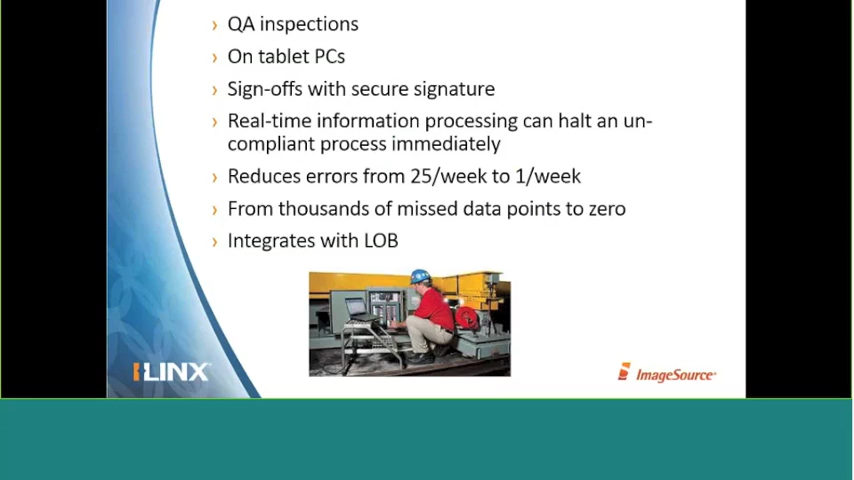 › QA inspections
› On tablet PCs
› Sign-offs with secure signature
› Real-time information processing can halt an un-
compliant process immediately
› Reduces errors from 25/week to 1/week
› From thousands of missed data points to zero
› Integrates with LOB
ILINX
ImageSource